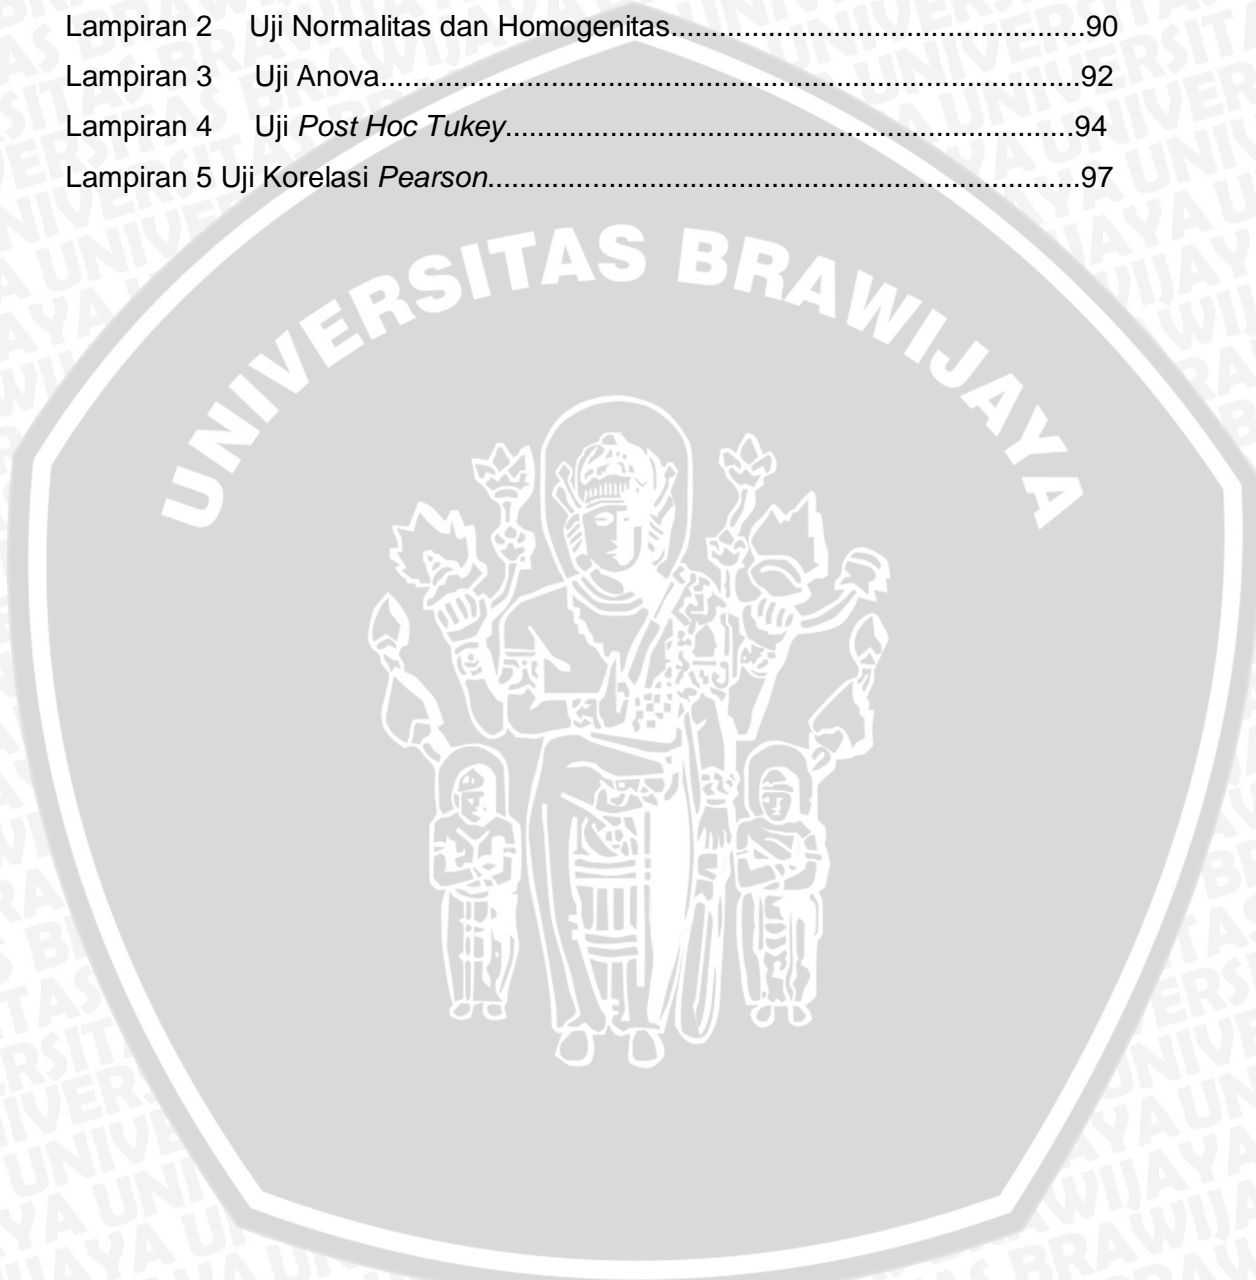 Lampiran 2 Uji Normalitas dan Homogenitas....................................................90
Lampiran 3 Uji Anova.......................................................................................92
Lampiran 4 Uji Post Hoc Tukey.......................................................................94
Lampiran 5 Uji Korelasi Pearson..........................................................................97
UNIVERSITAS BRAWIJAYA